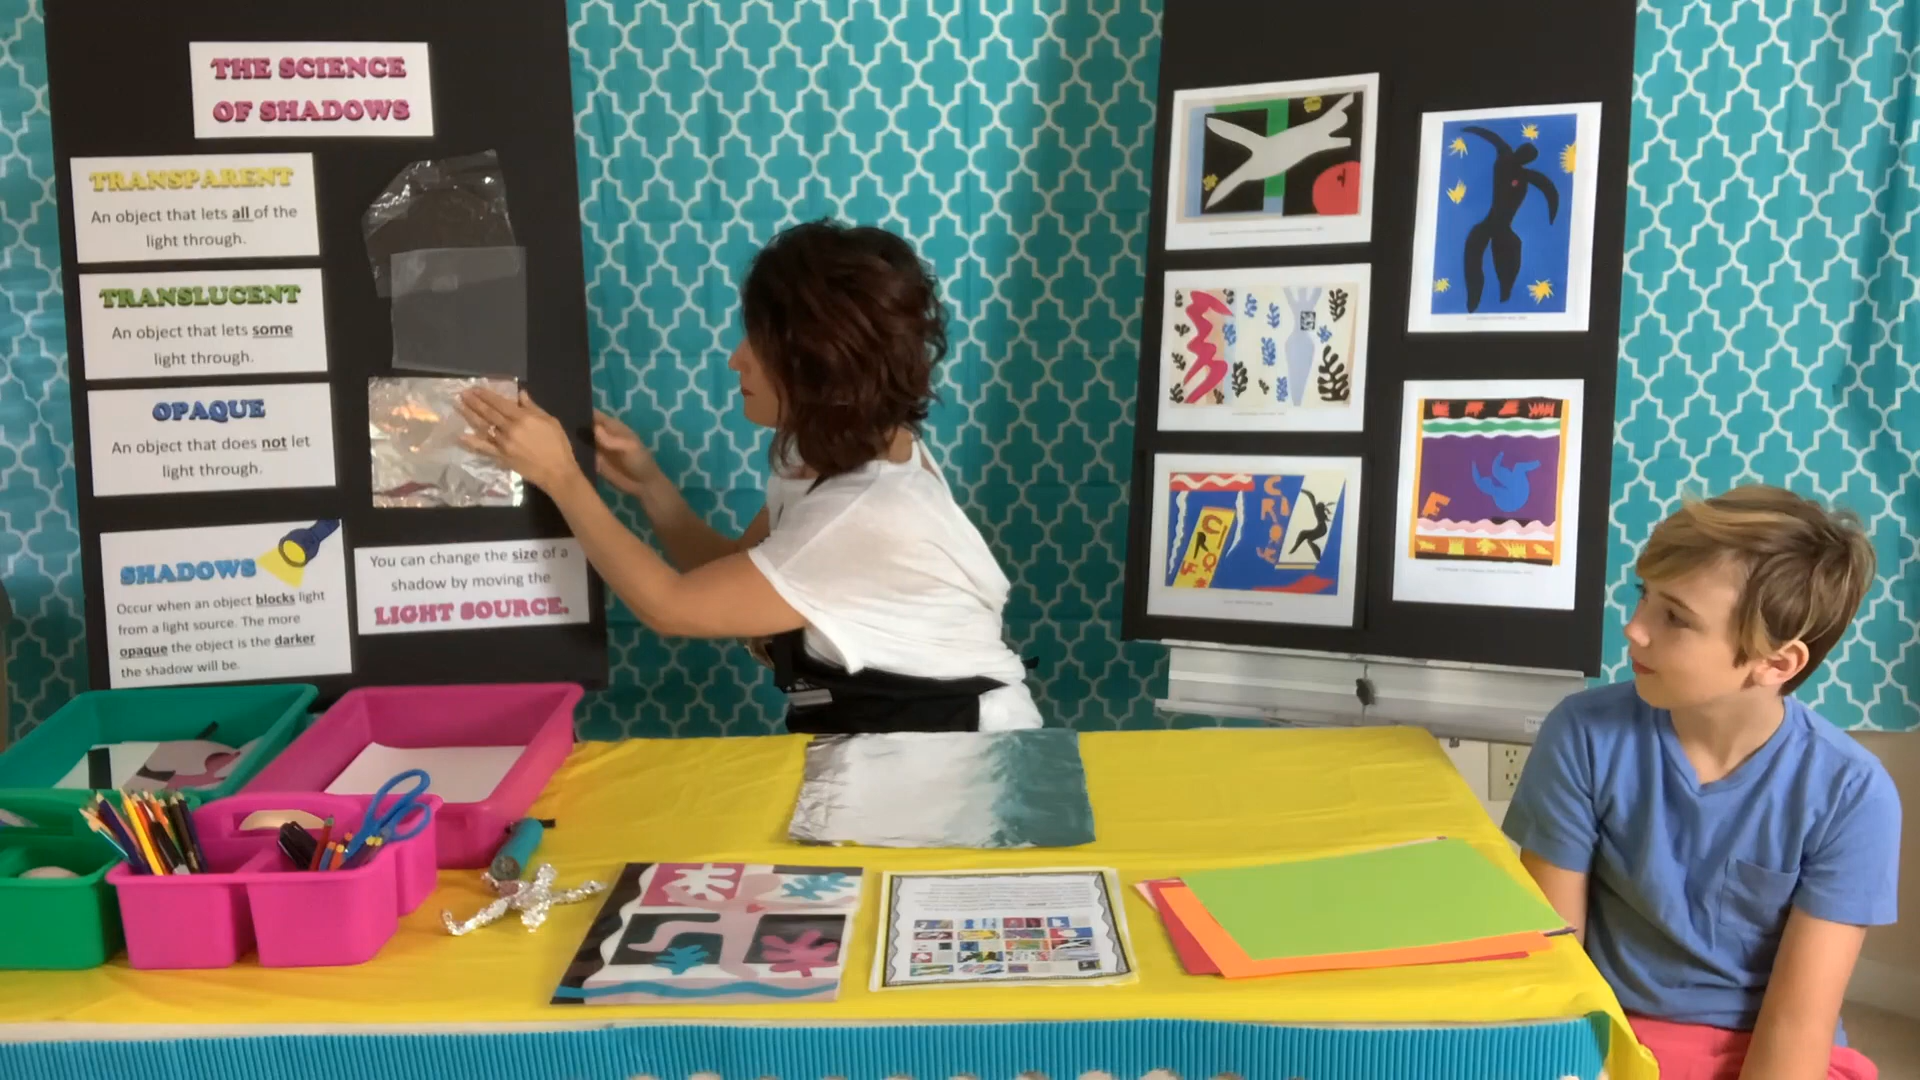 THE SCIENCE
OF SHADOWS
TRANSPARENT
An object that lets all of the
light through.
TRANSLUCENT
An object that lets some
light through.
OPAQUE
An object that does not let
light through.
SHADOWS
Occur when an object blocks light
from a light source. The more
opaque the object is the darker
the shadow will be.
You can change the size of a
shadow by moving the
LIGHT SOURCE.